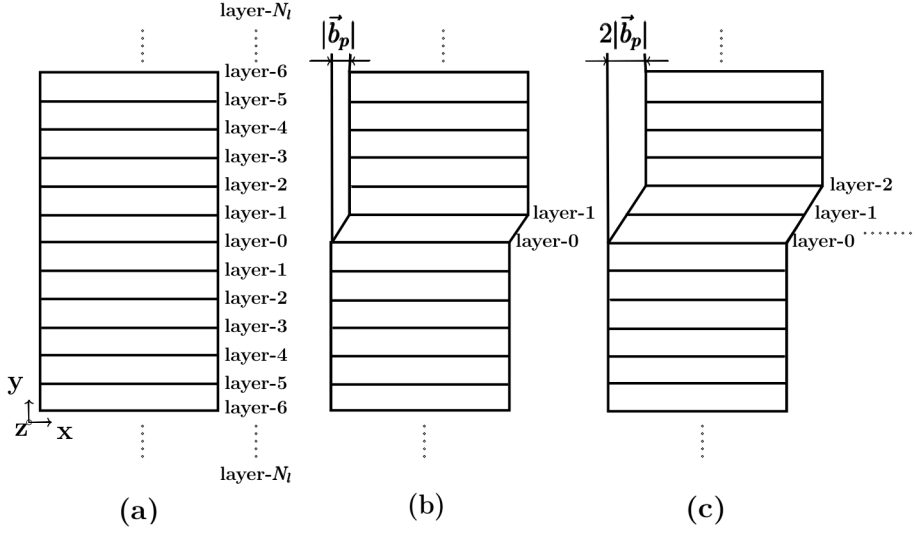 layer-N_l
|b⃗_p|
2|b⃗_p|
layer-6
layer-5
layer-4
layer-3
layer-2
layer-1
layer-0
layer-1
layer-2
layer-3
layer-4
layer-5
layer-6
layer-N_l
layer-1
layer-0
layer-2
layer-1
layer-0
y
z
x
(a)
(b)
(c)